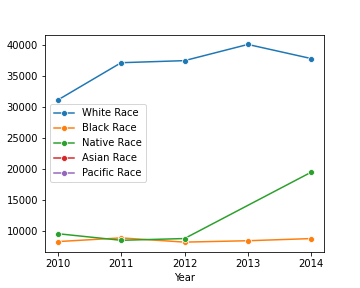 40000
35000
30000
25000
20000
15000
10000
White Race
Black Race
Native Race
Asian Race
Pacific Race
2010 2011 2012 2013 2014
Year